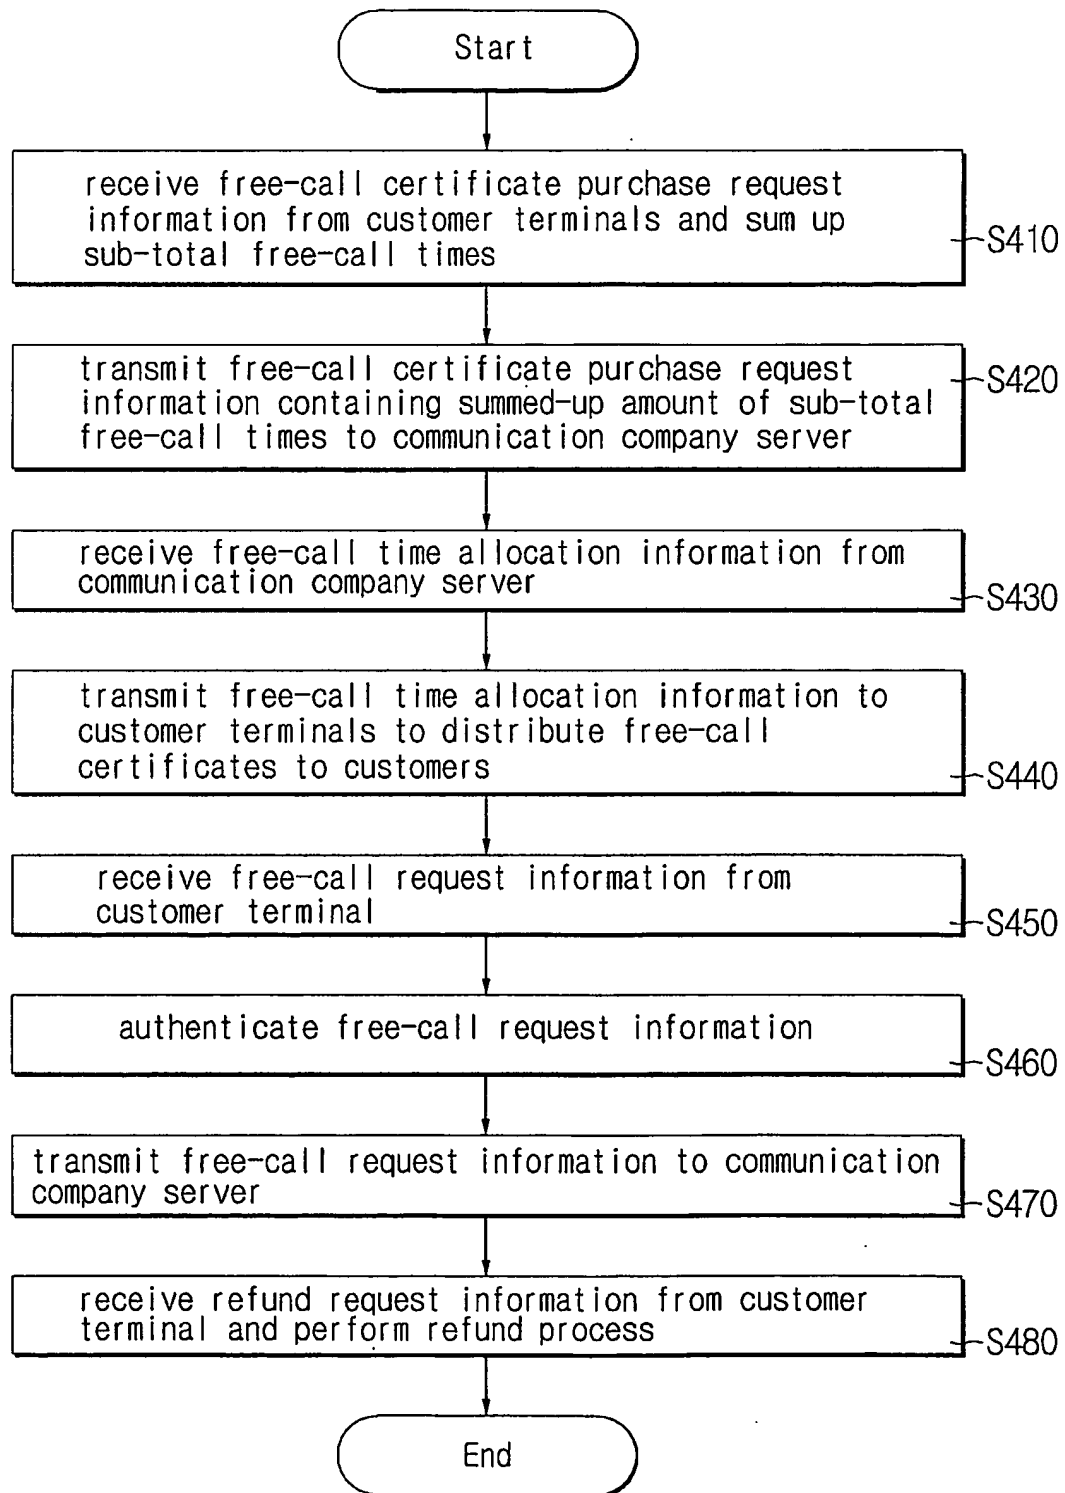 Start
receive free-call certificate purchase request
information from customer terminals and sum up
sub-total free-call times
S410
transmit free-call certificate purchase request
information containing summed-up amount of sub-total
free-call times to communication company server
S420
receive free-call time allocation information from
communication company server
S430
transmit free-call time allocation information to
customer terminals to distribute free-call
certificates to customers
S440
receive free-call request information from
customer terminal
S450
authenticate free-call request information
S460
transmit free-call request information to communication
company server
S470
receive refund request information from customer
terminal and perform refund process
S480
End